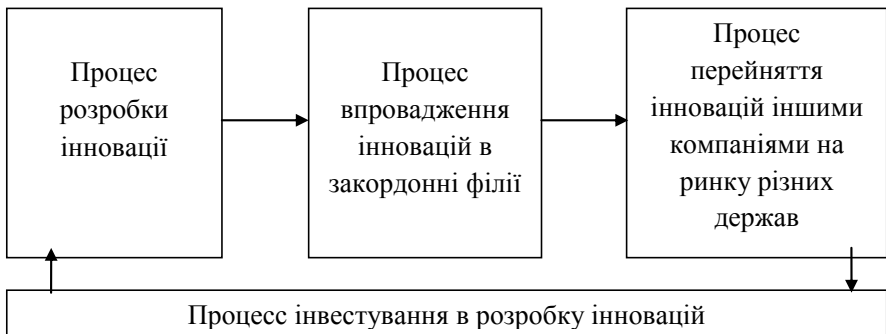 Процес
розробки
інновації
Процес
впровадження
інновацій в
закордонні філії
Процес
перейняття
інновацій іншими
компаніями на
ринку різних
держав
Процесс інвестування в розробку інновацій